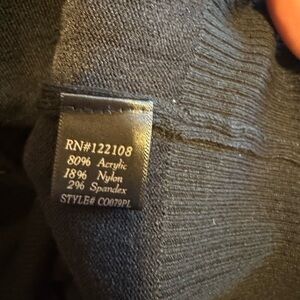 RN#122108
80% Acrylic
18% Nylon
2% Spandex
STYLE# CO079PL